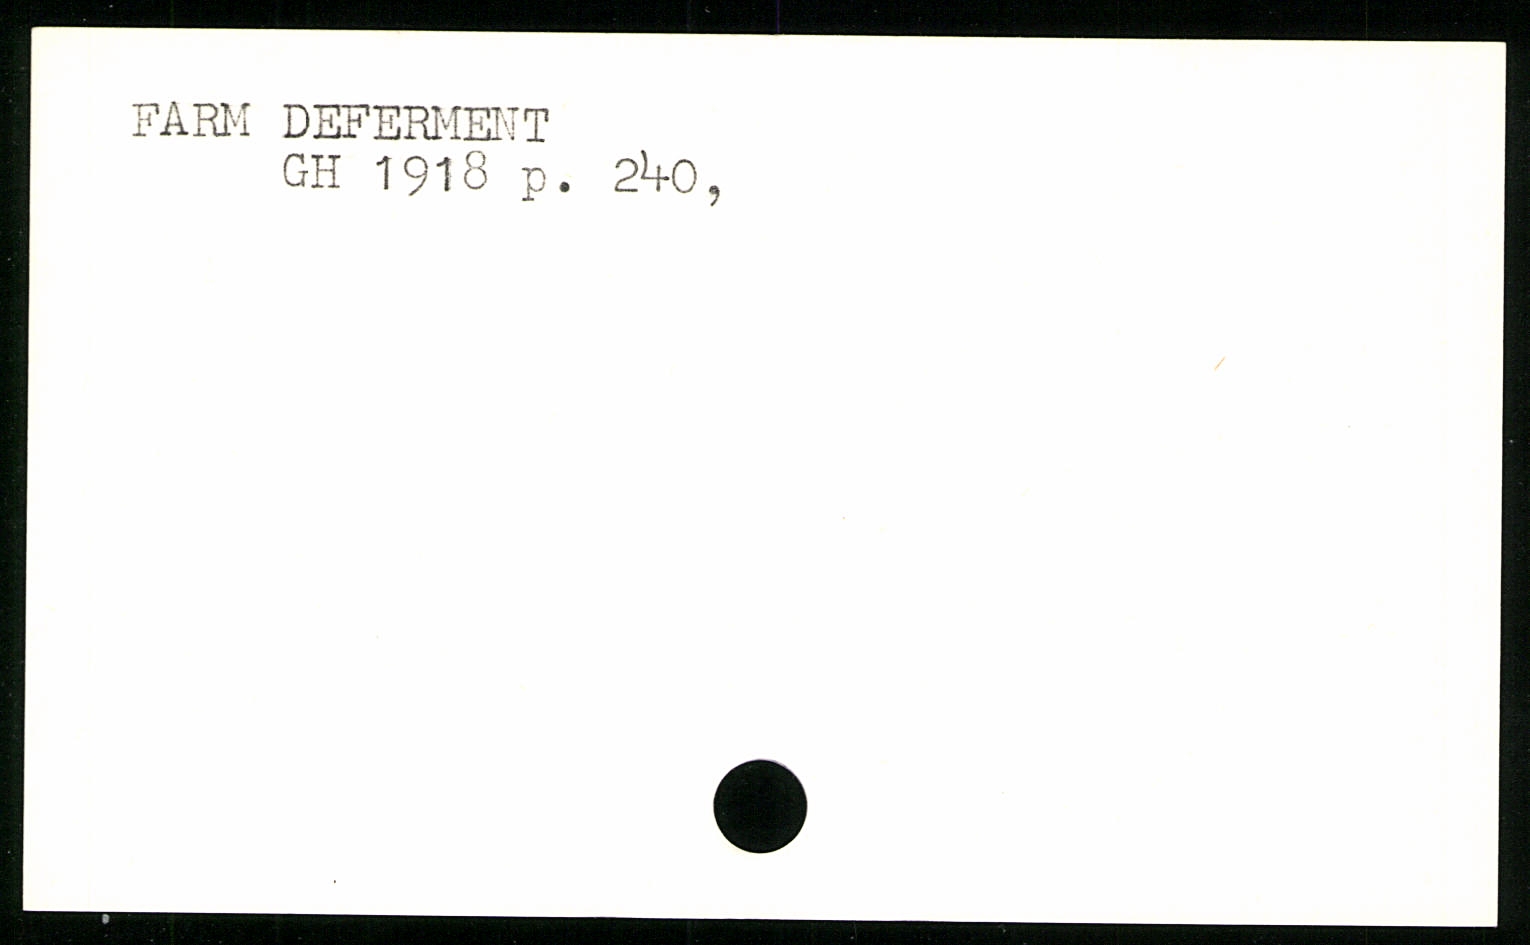 FARM DEFERMENT
GH 1918 p. 240,